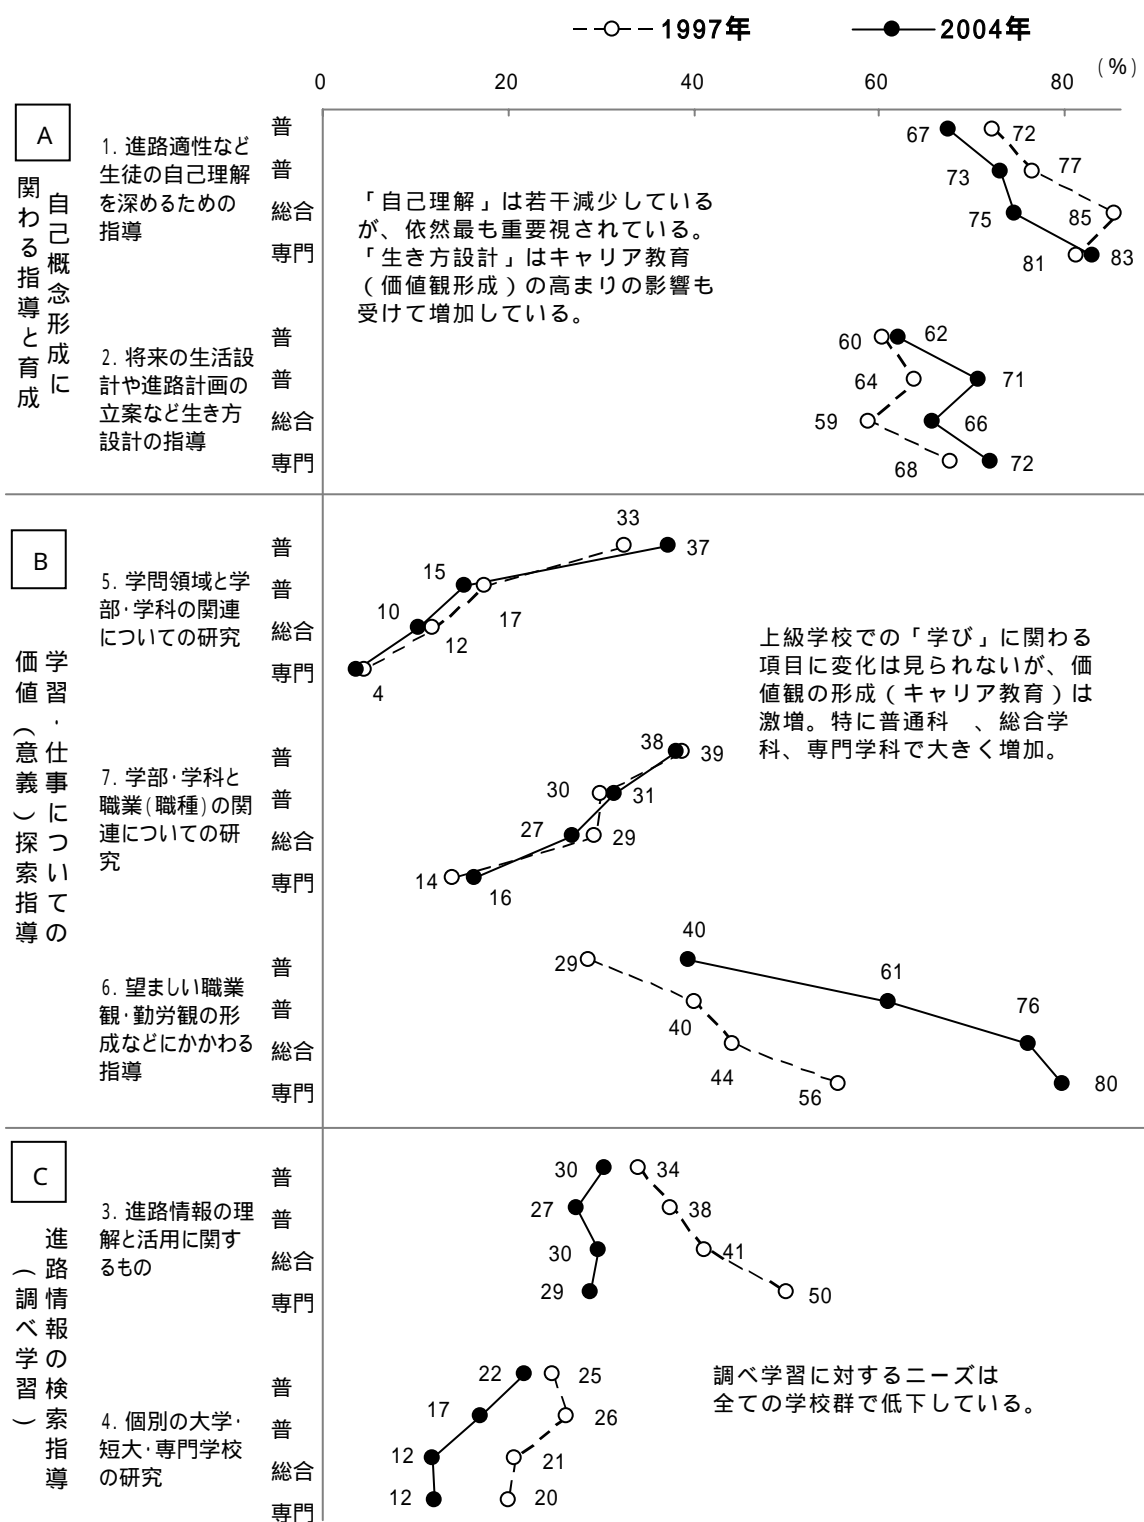 1997年
2004年
(%)
0 20 40 60 80
A
自己概念形成に
関わる指導と育成
1. 進路適性など
生徒の自己理解
を深めるための
指導
普
普
総合
専門
67 72
73 77
75 85
81 83
「自己理解」は若干減少している
が、依然最も重要視されている。
「生き方設計」はキャリア教育
(価値観形成)の高まりの影響も
受けて増加している。
2. 将来の生活設
計や進路計画の
立案など生き方
設計の指導
普
普
総合
専門
60 62
64 71
59 66
68 72
B
学習・仕事についての
価値(意義)探索指導
5. 学問領域と学
部・学科の関連
についての研究
普
普
総合
専門
33 37
15 17
10 12
4
上級学校での「学び」に関わる
項目に変化は見られないが、価
値観の形成(キャリア教育)は
激増。特に普通科 、総合学
科、専門学科で大きく増加。
7. 学部・学科と
職業(職種)の関
連についての研
究
普
普
総合
専門
38 39
30 31
27 29
14 16
6. 望ましい職業
観・勤労観の形
成などにかかわる
指導
普
普
総合
専門
29 40
40 61
44 76
56 80
C
進路情報の検索指導
(調べ学習)
3. 進路情報の理
解と活用に関す
るもの
普
普
総合
専門
30 34
27 38
30 41
29 50
4. 個別の大学・
短大・専門学校
の研究
普
普
総合
専門
22 25
17 26
12 21
12 20
調べ学習に対するニーズは
全ての学校群で低下している。